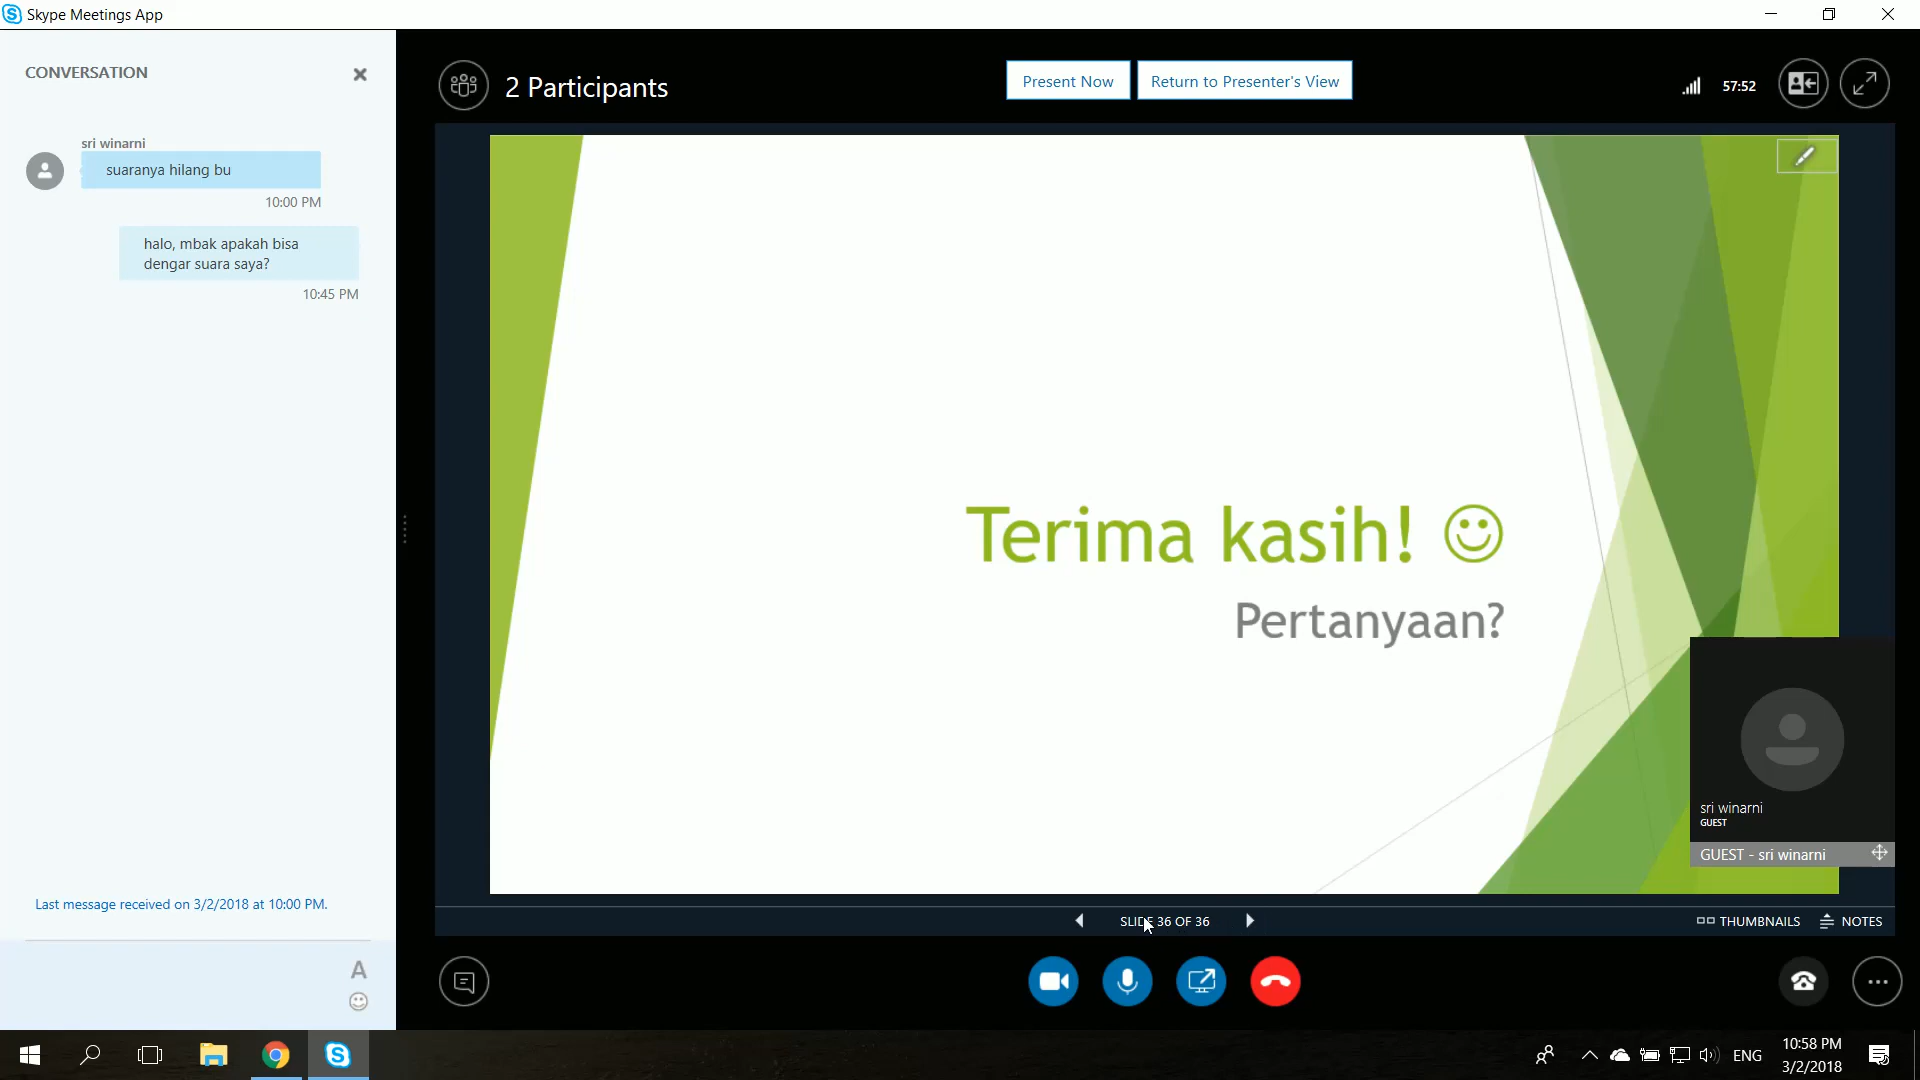 Skype Meetings App
CONVERSATION
sri winarni
suaranya hilang bu
10:00 PM
halo, mbak apakah bisa
dengar suara saya?
10:45 PM
Last message received on 3/2/2018 at 10:00 PM.
A
2 Participants
Present Now
Return to Presenter's View
57:52
Terima kasih! ☺
Pertanyaan?
sri winarni
GUEST
GUEST - sri winarni
SLIDE 36 OF 36
THUMBNAILS
NOTES
ENG
10:58 PM
3/2/2018